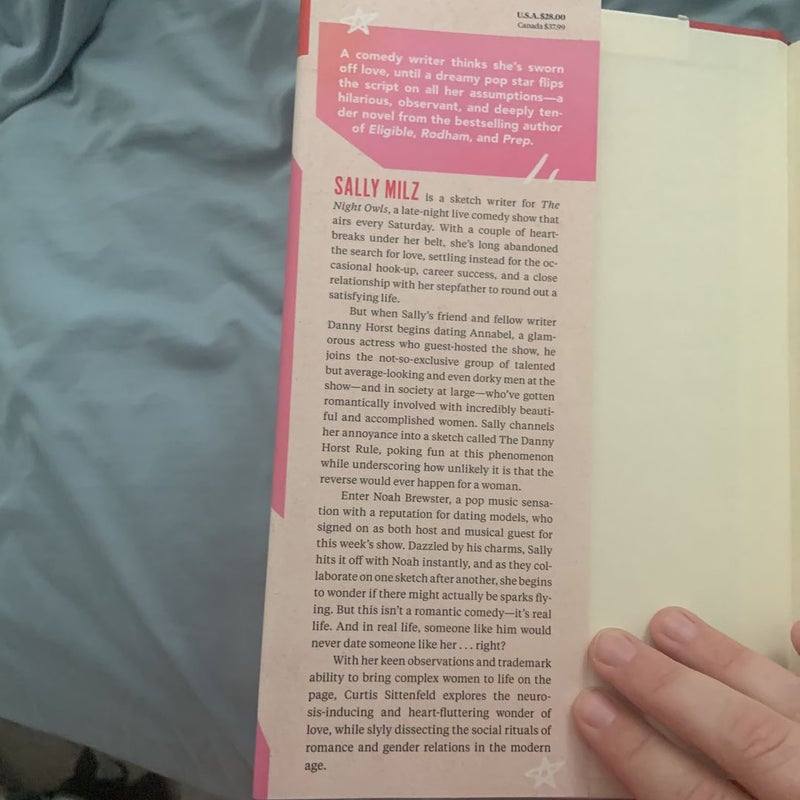 U.S.A. $28.00
Canada $37.99
A comedy writer thinks she's sworn
off love, until a dreamy pop star flips
the script on all her assumptions—a
hilarious, observant, and deeply ten-
der novel from the bestselling author
of Eligible, Rodham, and Prep.
SALLY MILZ is a sketch writer for The
Night Owls, a late-night live comedy show that
airs every Saturday. With a couple of heart-
breaks under her belt, she's long abandoned
the search for love, settling instead for the oc-
casional hook-up, career success, and a close
relationship with her stepfather to round out a
satisfying life.
But when Sally's friend and fellow writer
Danny Horst begins dating Annabel, a glam-
orous actress who guest-hosted the show, he
joins the not-so-exclusive group of talented
but average-looking and even dorky men at the
show—and in society at large—who've gotten
romantically involved with incredibly beauti-
ful and accomplished women. Sally channels
her annoyance into a sketch called The Danny
Horst Rule, poking fun at this phenomenon
while underscoring how unlikely it is that the
reverse would ever happen for a woman.
Enter Noah Brewster, a pop music sensa-
tion with a reputation for dating models, who
signed on as both host and musical guest for
this week's show. Dazzled by his charms, Sally
hits it off with Noah instantly, and as they col-
laborate on one sketch after another, she begins
to wonder if there might actually be sparks fly-
ing. But this isn't a romantic comedy—it's real
life. And in real life, someone like him would
never date someone like her . . . right?
With her keen observations and trademark
ability to bring complex women to life on the
page, Curtis Sittenfeld explores the neuro-
sis-inducing and heart-fluttering wonder of
love, while slyly dissecting the social rituals of
romance and gender relations in the modern
age.